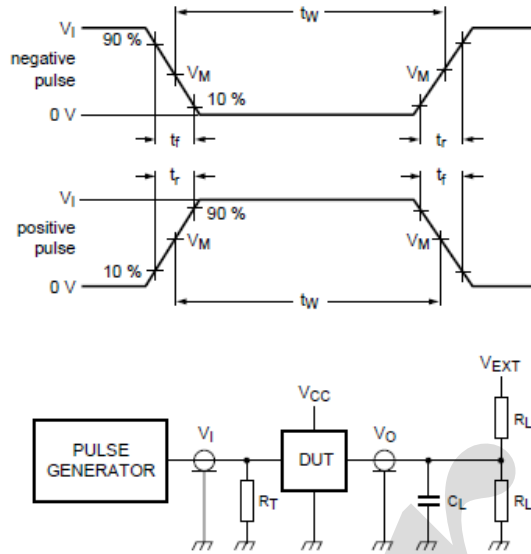 tW
VI
90 %
negative
pulse
VM
VM
10 %
0 V
tf
tr
tr
tf
VI
90 %
positive
pulse
VM
VM
10 %
0 V
tW
VEXT
VCC
RL
PULSE
GENERATOR
VI
DUT
VO
RT
CL
RL